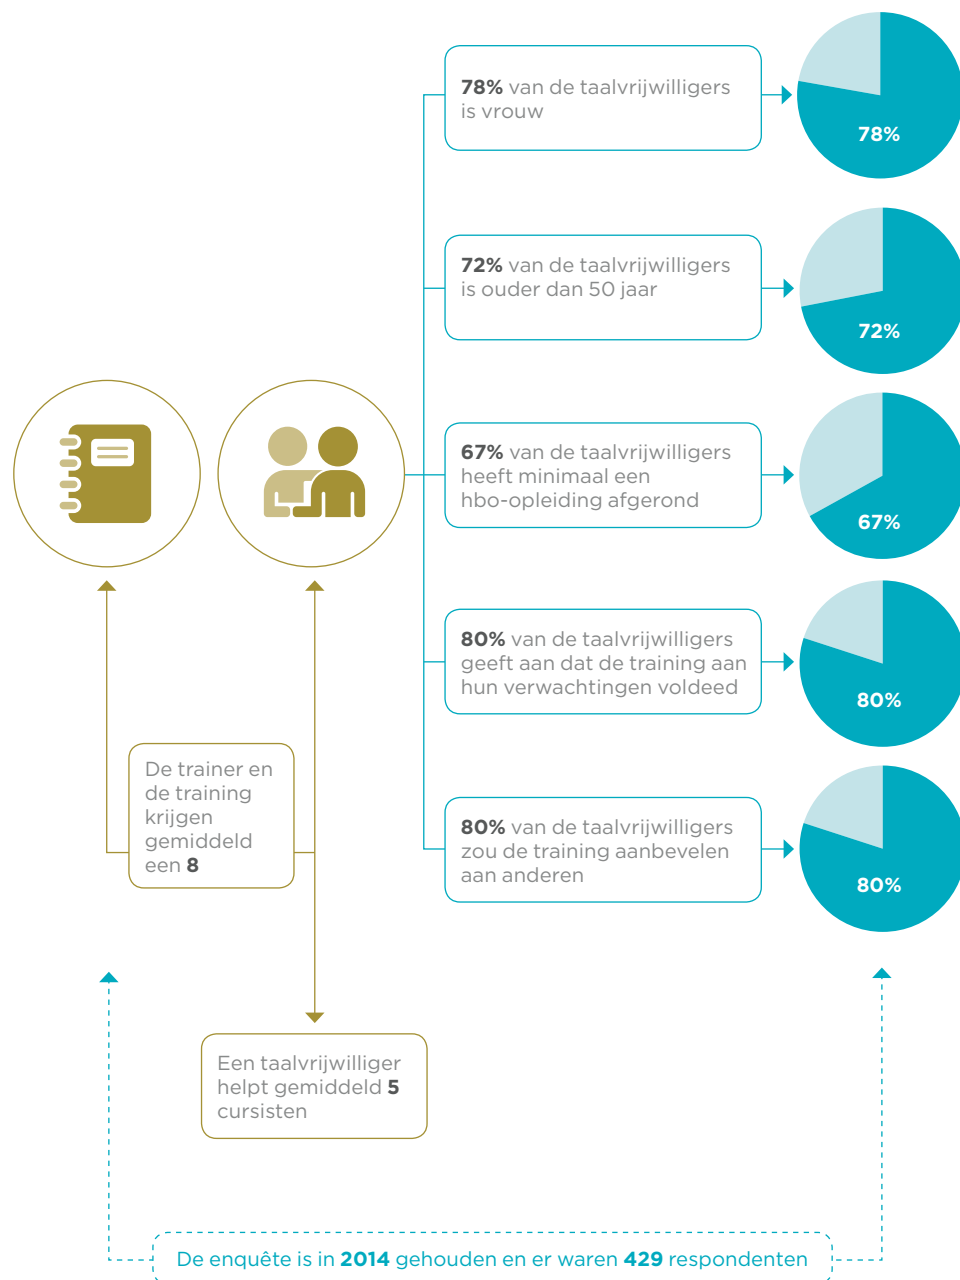 78% van de taalvrijwilligers
is vrouw
78%
72% van de taalvrijwilligers
is ouder dan 50 jaar
72%
67% van de taalvrijwilligers
heeft minimaal een
hbo-opleiding afgerond
67%
80% van de taalvrijwilligers
geeft aan dat de training aan
hun verwachtingen voldeed
80%
De trainer en
de training
krijgen
gemiddeld
een 8
80% van de taalvrijwilligers
zou de training aanbevelen
aan anderen
80%
Een taalvrijwilliger
helpt gemiddeld 5
cursisten
De enquête is in 2014 gehouden en er waren 429 respondenten